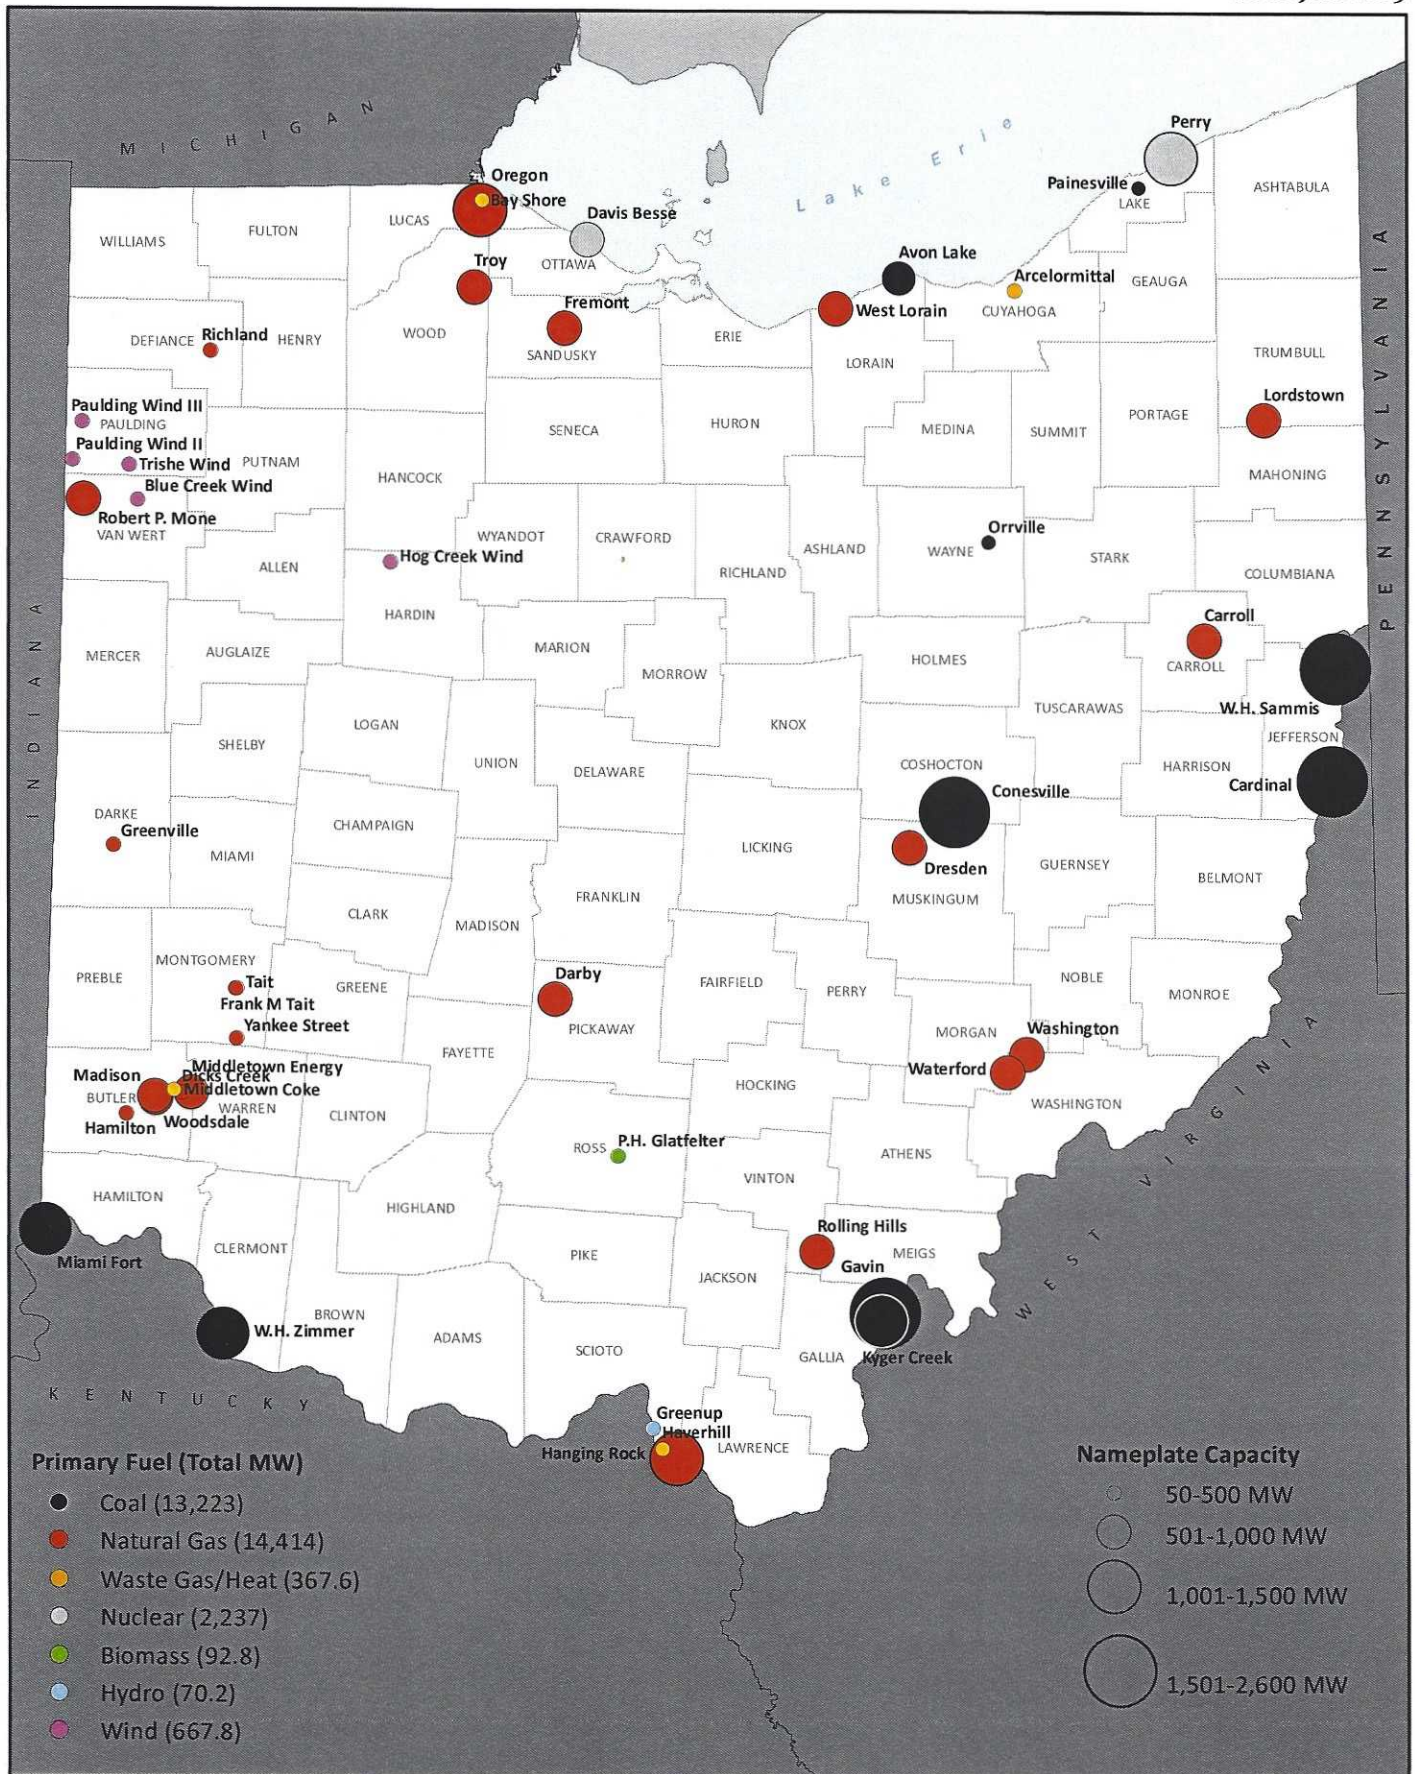 MICHIGAN
Lake Erie
Perry
Painesville
LAKE
ASHTABULA
Oregon
Bay Shore
LUCAS
Davis Besse
WILLIAMS
FULTON
OTTAWA
Troy
Avon Lake
Arcelormittal
GEAUGA
CUYAHOGA
Fremont
West Lorain
DEFIANCE
Richland
HENRY
WOOD
SANDUSKY
ERIE
LORAIN
TRUMBULL
PENNSYLVANIA
Paulding Wind III
PAULDING
Lordstown
SENECA
HURON
MEDINA
SUMMIT
PORTAGE
Paulding Wind II
Trishe Wind
PUTNAM
HANCOCK
MAHONING
Blue Creek Wind
Robert P. Mone
VAN WERT
WYANDOT
CRAWFORD
Orrville
ASHLAND
WAYNE
STARK
Hog Creek Wind
ALLEN
RICHLAND
COLUMBIANA
HARDIN
Carroll
CARROLL
INDIANA
MERCER
AUGLAIZE
MARION
MORROW
HOLMES
W.H. Sammis
TUSCARAWAS
LOGAN
KNOX
JEFFERSON
SHELBY
UNION
DELAWARE
COSHOCTON
HARRISON
Cardinal
Conesville
DARKE
Greenville
CHAMPAIGN
MIAMI
LICKING
Dresden
GUERNSEY
BELMONT
FRANKLIN
MUSKINGUM
CLARK
MADISON
MONTGOMERY
PREBLE
Tait
Frank M Tait
GREENE
Darby
FAIRFIELD
PERRY
NOBLE
MONROE
Yankee Street
PICKAWAY
MORGAN
Washington
FAYETTE
Middletown Energy
Madison
Dicks Creek
Middletown Coke
BUTLER
WARREN
Woodsdale
Hamilton
CLINTON
HOCKING
Waterford
WASHINGTON
ROSS
P.H. Glatfelter
ATHENS
VINTON
WEST VIRGINIA
HAMILTON
HIGHLAND
Rolling Hills
MEIGS
Miami Fort
CLERMONT
PIKE
Gavin
JACKSON
BROWN
W.H. Zimmer
ADAMS
SCIOTO
GALLIA
Kyger Creek
KENTUCKY
Greenup
Haverhill
Hanging Rock
LAWRENCE
Primary Fuel (Total MW)
Coal (13,223)
Natural Gas (14,414)
Waste Gas/Heat (367.6)
Nuclear (2,237)
Biomass (92.8)
Hydro (70.2)
Wind (667.8)
Nameplate Capacity
50-500 MW
501-1,000 MW
1,001-1,500 MW
1,501-2,600 MW